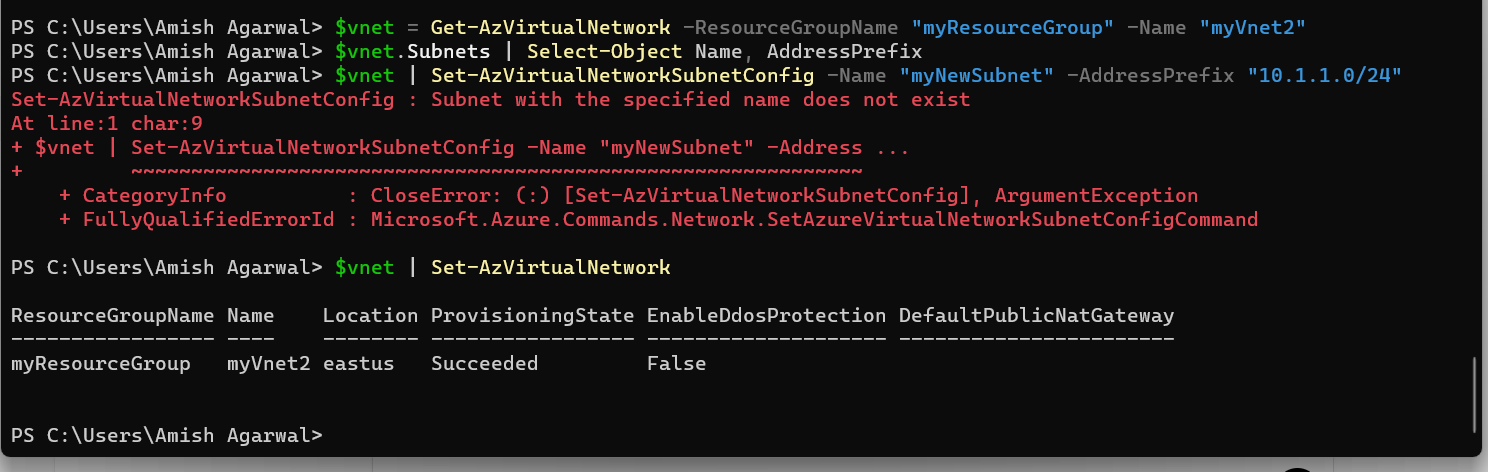 PS C:\Users\Amish Agarwal> $vnet = Get-AzVirtualNetwork -ResourceGroupName "myResourceGroup" -Name "myVnet2"
PS C:\Users\Amish Agarwal> $vnet.Subnets | Select-Object Name, AddressPrefix
PS C:\Users\Amish Agarwal> $vnet | Set-AzVirtualNetworkSubnetConfig -Name "myNewSubnet" -AddressPrefix "10.1.1.0/24"
Set-AzVirtualNetworkSubnetConfig : Subnet with the specified name does not exist
At line:1 char:9
+ $vnet | Set-AzVirtualNetworkSubnetConfig -Name "myNewSubnet" -Address ...
+         ~~~~~~~~~~~~~~~~~~~~~~~~~~~~~~~~~~~~~~~~~~~~~~~~~~~~~~~~~~~~~
    + CategoryInfo          : CloseError: (:) [Set-AzVirtualNetworkSubnetConfig], ArgumentException
    + FullyQualifiedErrorId : Microsoft.Azure.Commands.Network.SetAzureVirtualNetworkSubnetConfigCommand
PS C:\Users\Amish Agarwal> $vnet | Set-AzVirtualNetwork
ResourceGroupName Name    Location ProvisioningState EnableDdosProtection DefaultPublicNatGateway
----------------- ----    -------- ----------------- -------------------- -----------------------
myResourceGroup   myVnet2 eastus   Succeeded         False
PS C:\Users\Amish Agarwal>